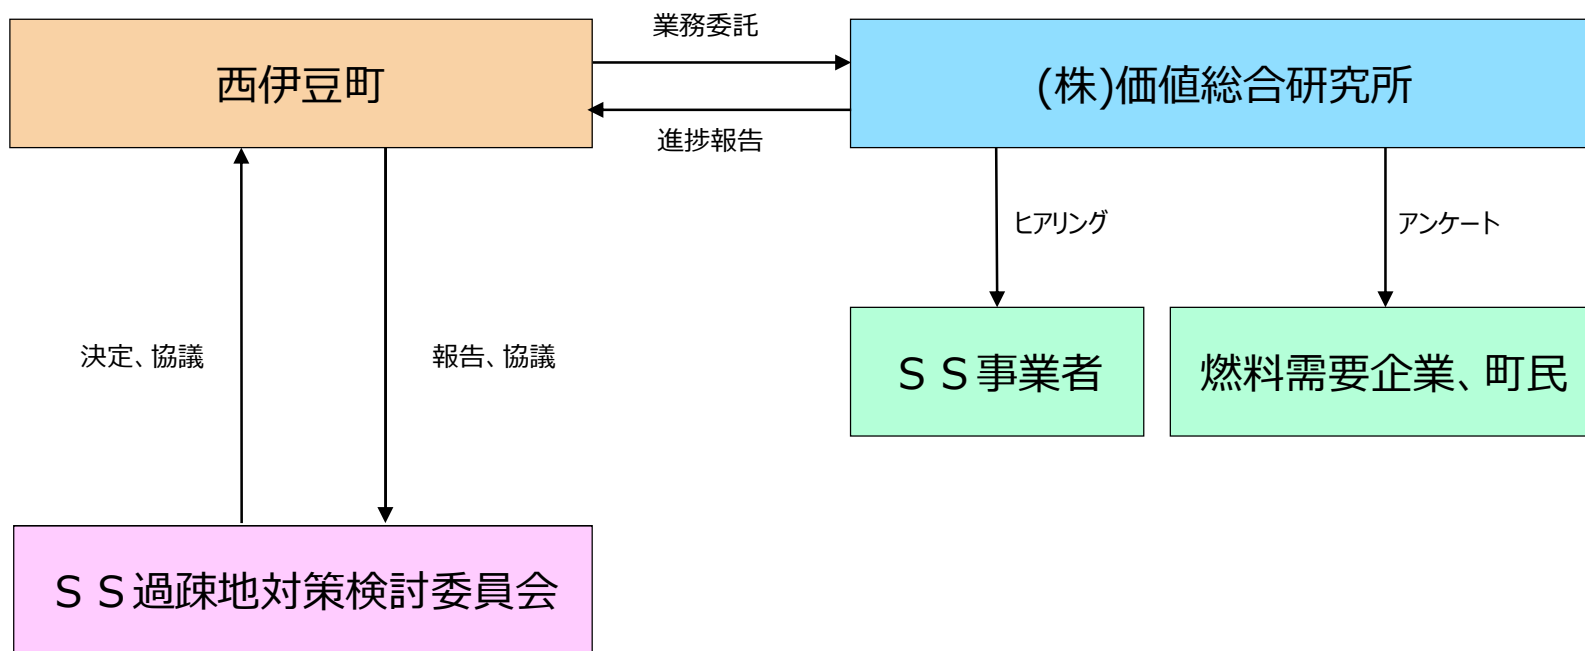 業務委託
西伊豆町
(株)価値総合研究所
進捗報告
ヒアリング
アンケート
決定、協議
報告、協議
ＳＳ事業者
燃料需要企業、町民
ＳＳ過疎地対策検討委員会